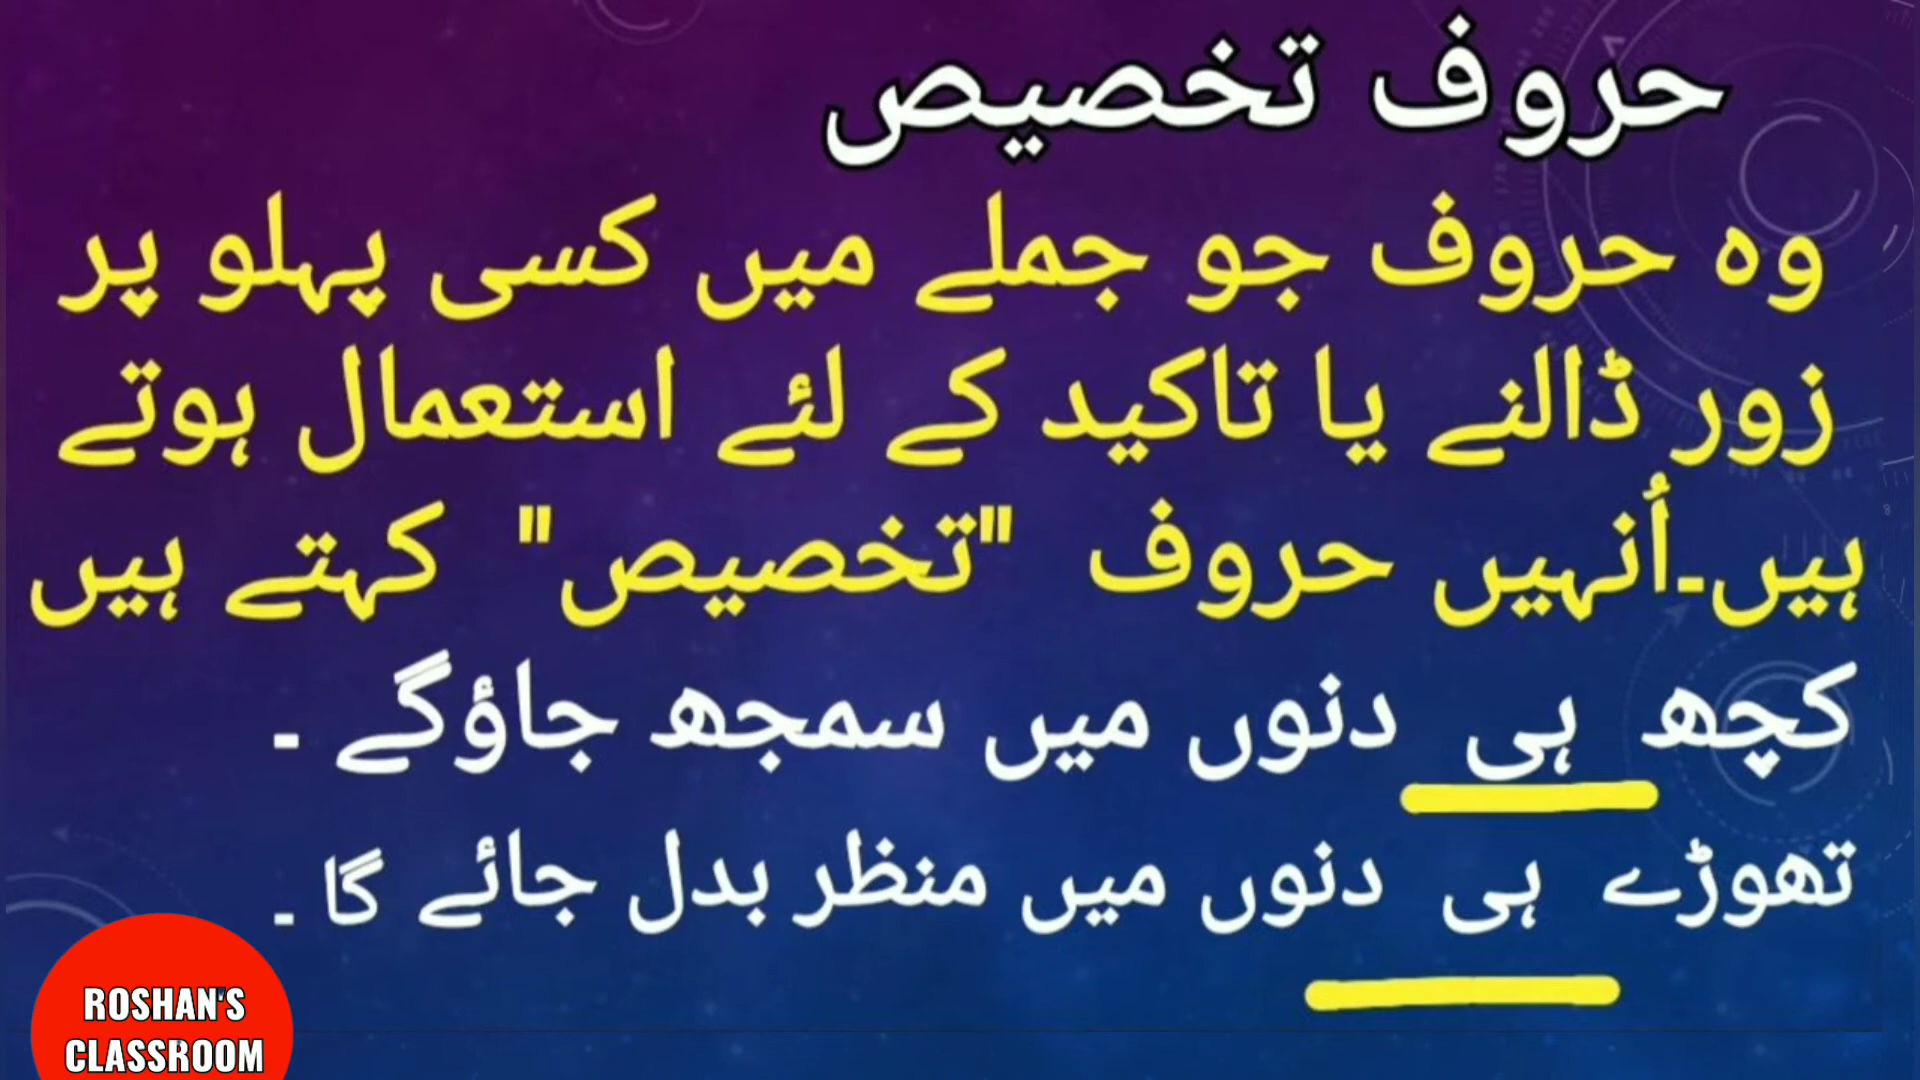 حروف تخصیص
وہ حروف جو جملے میں کسی پہلو پر
زور ڈالنے یا تاکید کے لئے استعمال ہوتے
ہیں۔اُنہیں حروف "تخصیص" کہتے ہیں
کچھ ہی دنوں میں سمجھ جاؤگے ۔
تھوڑے ہی دنوں میں منظر بدل جائے گا ۔
ROSHAN'S
CLASSROOM